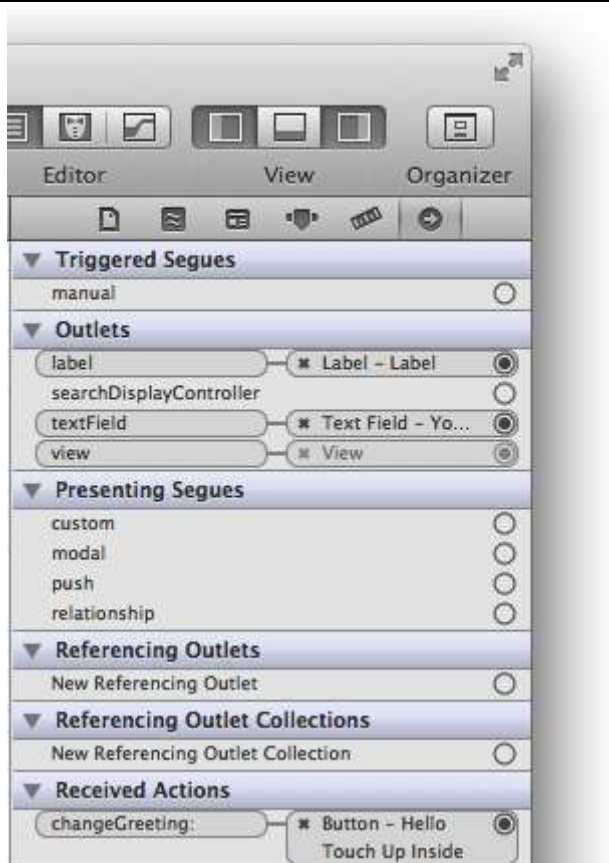 Editor View Organizer
Triggered Segues
manual
Outlets
label Label – Label
searchDisplayController
textField Text Field – Yo...
view View
Presenting Segues
custom
modal
push
relationship
Referencing Outlets
New Referencing Outlet
Referencing Outlet Collections
New Referencing Outlet Collection
Received Actions
changeGreeting: Button – Hello
Touch Up Inside